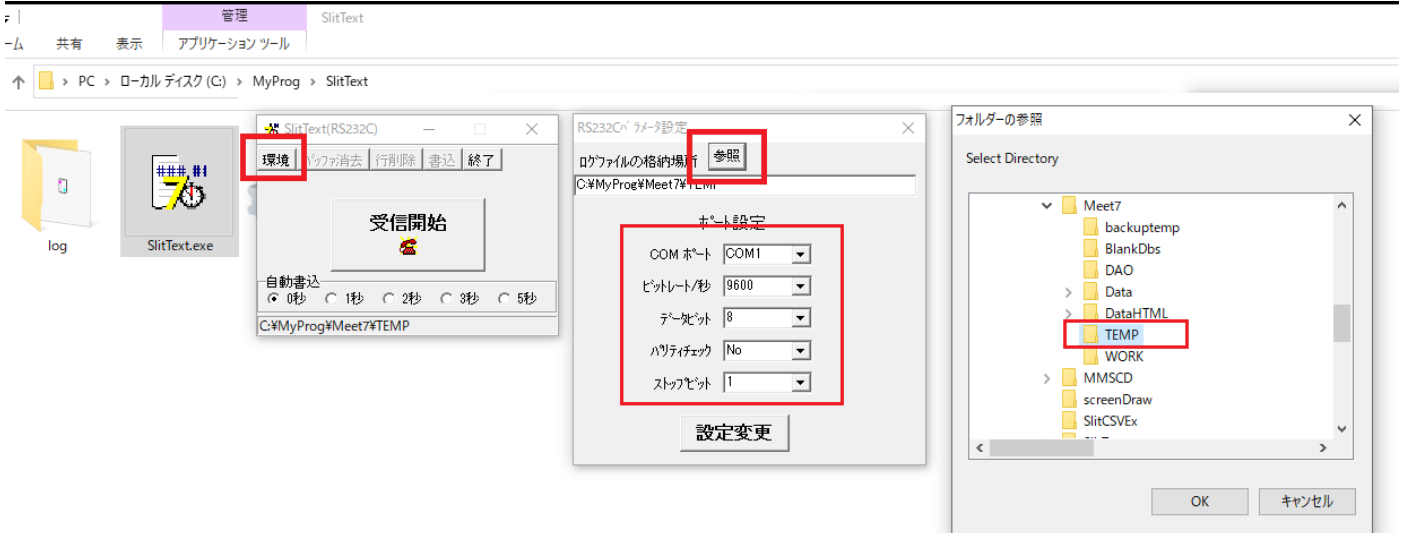 管理 SlitText
ーム 共有 表示 アプリケーション ツール
PC > ローカル ディスク (C:) > MyProg > SlitText
log
###.##
7
SlitText.exe
SlitText(RS232C)
環境 バッファ消去 行削除 書込 終了
受信開始
自動書込
0秒 1秒 2秒 3秒 5秒
C:¥MyProg¥Meet7¥TEMP
RS232Cパラメータ設定
ログファイルの格納場所 参照
C:¥MyProg¥Meet7¥TEMP
ポート設定
COM ポート COM1
ビットレート/秒 9600
データビット 8
パリティチェック No
ストップビット 1
設定変更
フォルダーの参照
Select Directory
Meet7
backuptemp
BlankDbs
DAO
Data
DataHTML
TEMP
WORK
MMSCD
screenDraw
SlitCSVEx
OK キャンセル